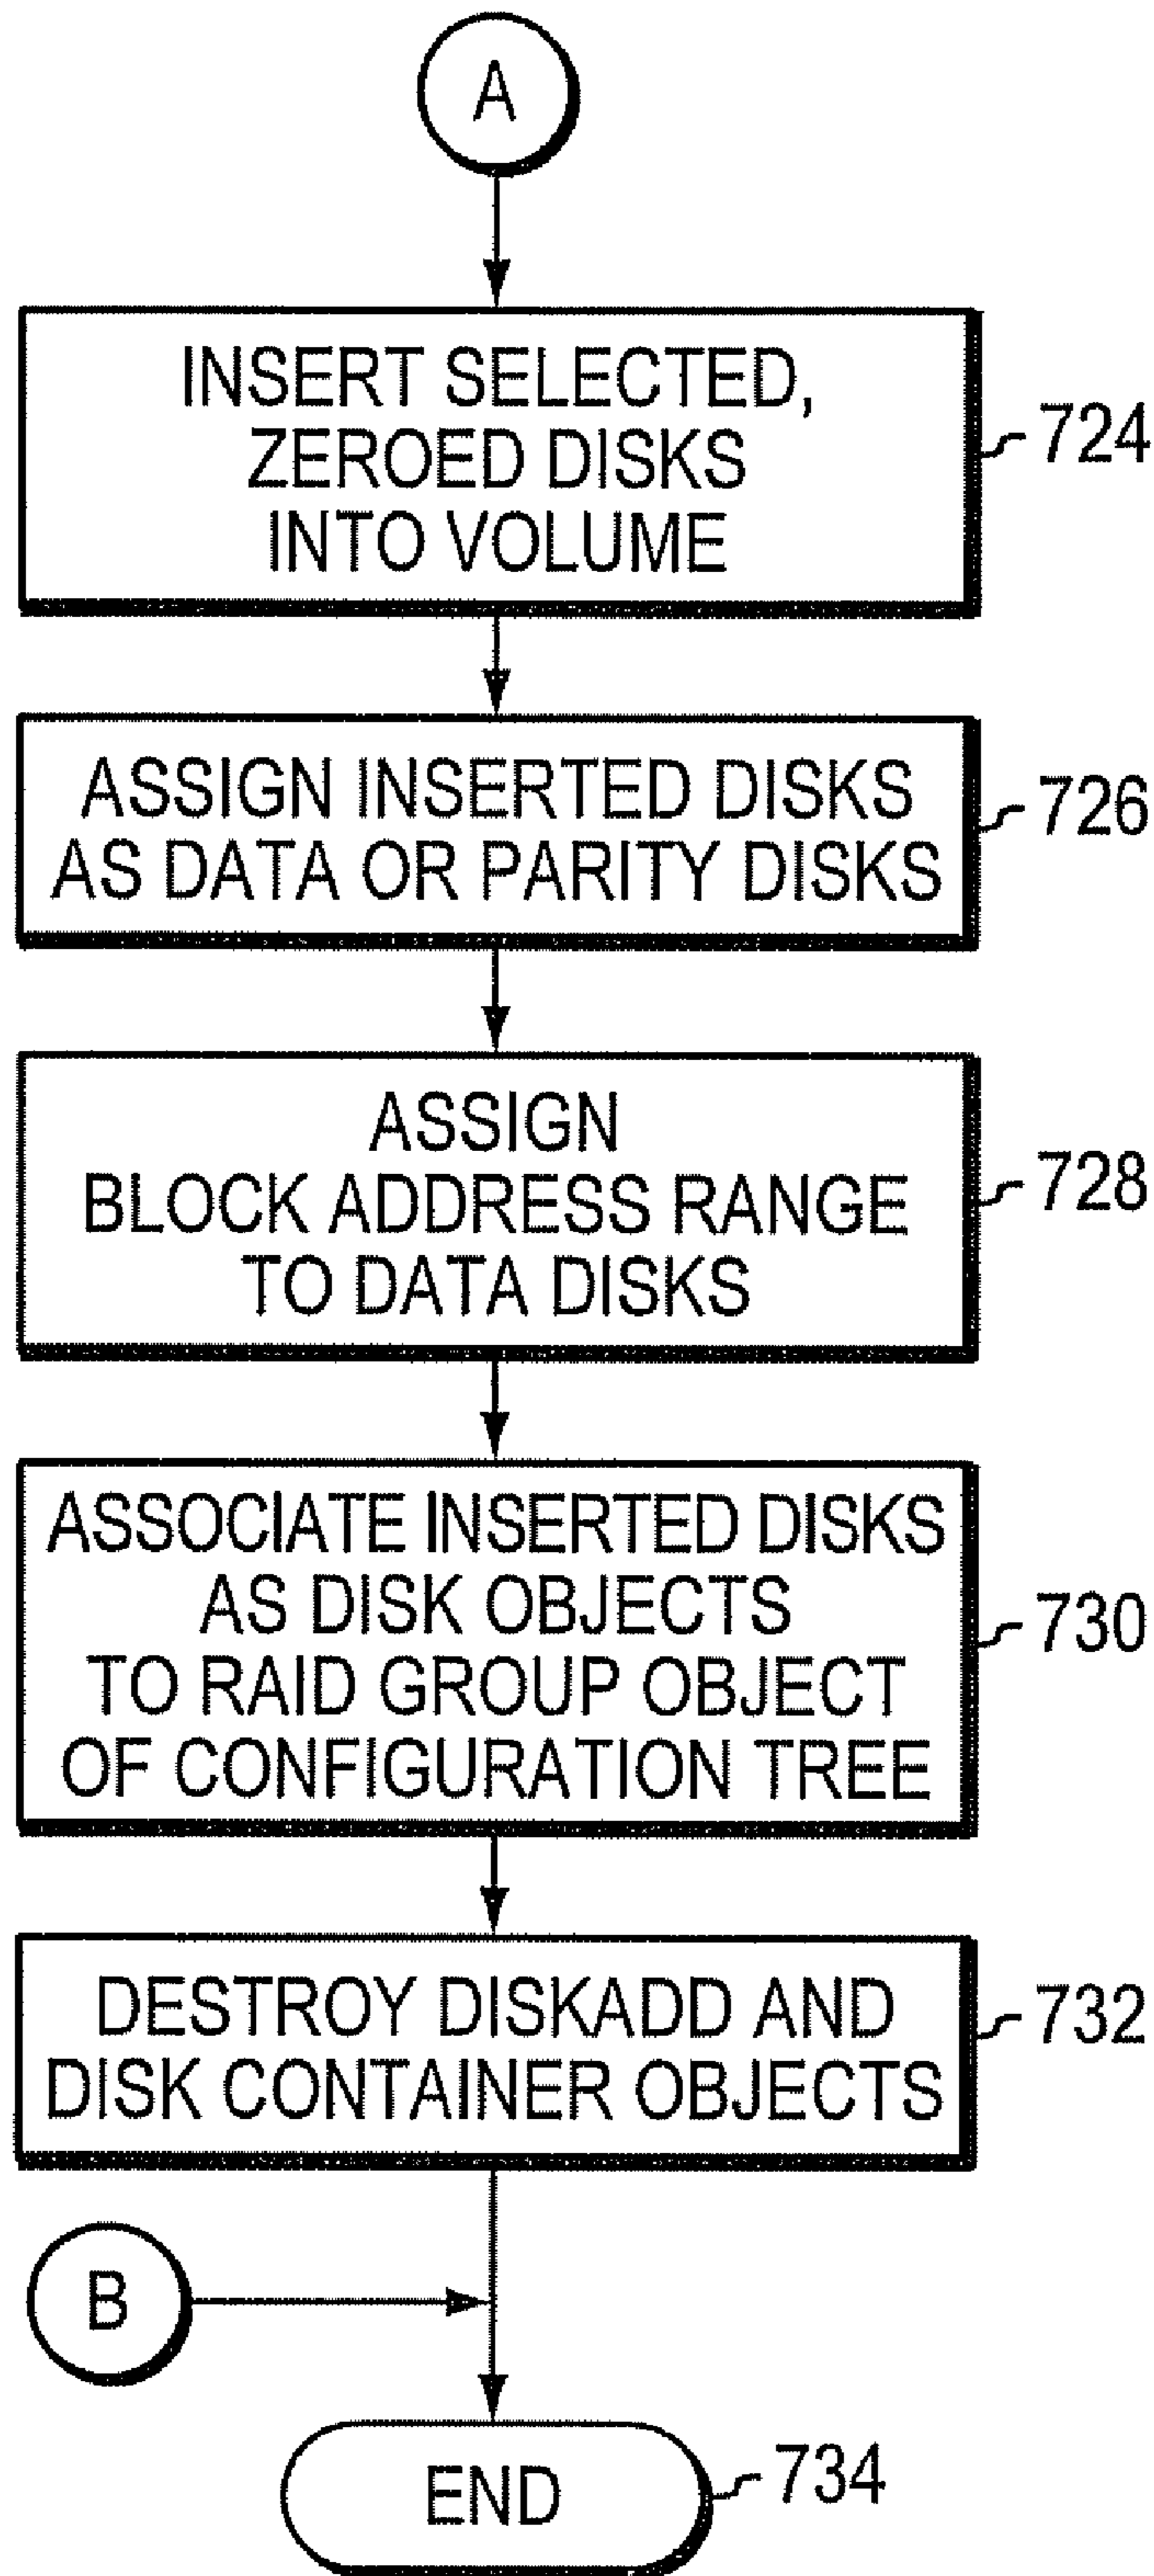 A
INSERT SELECTED,
ZEROED DISKS
INTO VOLUME
724
ASSIGN INSERTED DISKS
AS DATA OR PARITY DISKS
726
ASSIGN
BLOCK ADDRESS RANGE
TO DATA DISKS
728
ASSOCIATE INSERTED DISKS
AS DISK OBJECTS
TO RAID GROUP OBJECT
OF CONFIGURATION TREE
730
DESTROY DISKADD AND
DISK CONTAINER OBJECTS
732
B
END
734